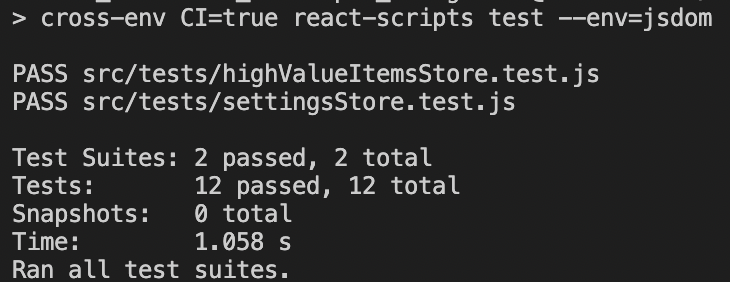 > cross-env CI=true react-scripts test --env=jsdom
PASS src/tests/highValueItemsStore.test.js
PASS src/tests/settingsStore.test.js
Test Suites: 2 passed, 2 total
Tests:       12 passed, 12 total
Snapshots:   0 total
Time:        1.058 s
Ran all test suites.